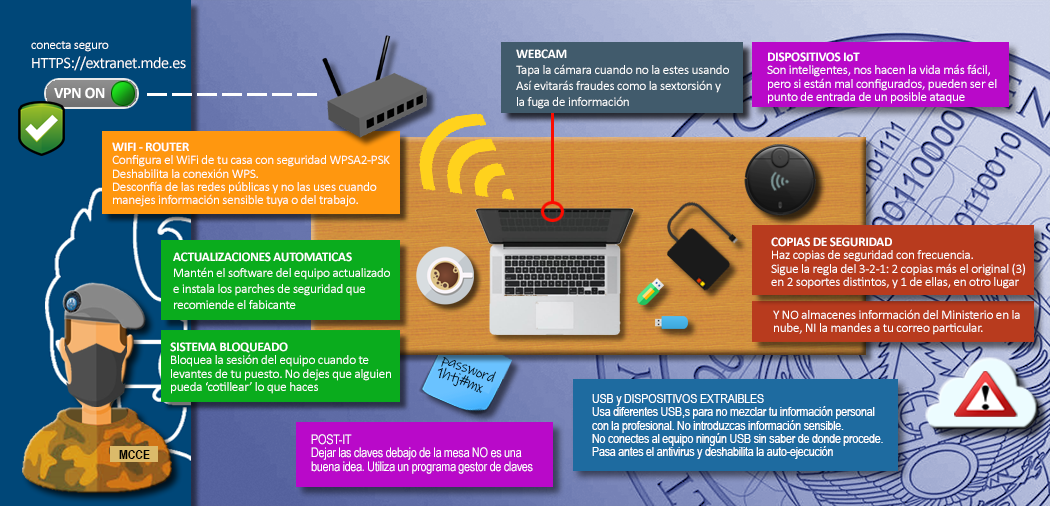 conecta seguro
HTTPS://extranet.mde.es
VPN ON
WIFI - ROUTER
Configura el WiFi de tu casa con seguridad WPSA2-PSK
Deshabilita la conexión WPS.
Desconfía de las redes públicas y no las uses cuando
manejes información sensible tuya o del trabajo.
ACTUALIZACIONES AUTOMATICAS
Mantén el software del equipo actualizado
e instala los parches de seguridad que
recomiende el fabicante
SISTEMA BLOQUEADO
Bloquea la sesión del equipo cuando te
levantes de tu puesto. No dejes que alguien
pueda ‘cotillear’ lo que haces
MCCE
WEBCAM
Tapa la cámara cuando no la estes usando
Así evitarás fraudes como la sextorsión y
la fuga de información
DISPOSITIVOS IoT
Son inteligentes, nos hacen la vida más fácil,
pero si están mal configurados, pueden ser el
punto de entrada de un posible ataque
COPIAS DE SEGURIDAD
Haz copias de seguridad con frecuencia.
Sigue la regla del 3-2-1: 2 copias más el original (3)
en 2 soportes distintos, y 1 de ellas, en otro lugar
Y NO almacenes información del Ministerio en la
nube, NI la mandes a tu correo particular.
password
1htj#mx
POST-IT
Dejar las claves debajo de la mesa NO es una
buena idea. Utiliza un programa gestor de claves
USB y DISPOSITIVOS EXTRAIBLES
Usa diferentes USB,s para no mezclar tu información personal
con la profesional. No introduzcas información sensible.
No conectes al equipo ningún USB sin saber de donde procede.
Pasa antes el antivirus y deshabilita la auto-ejecución